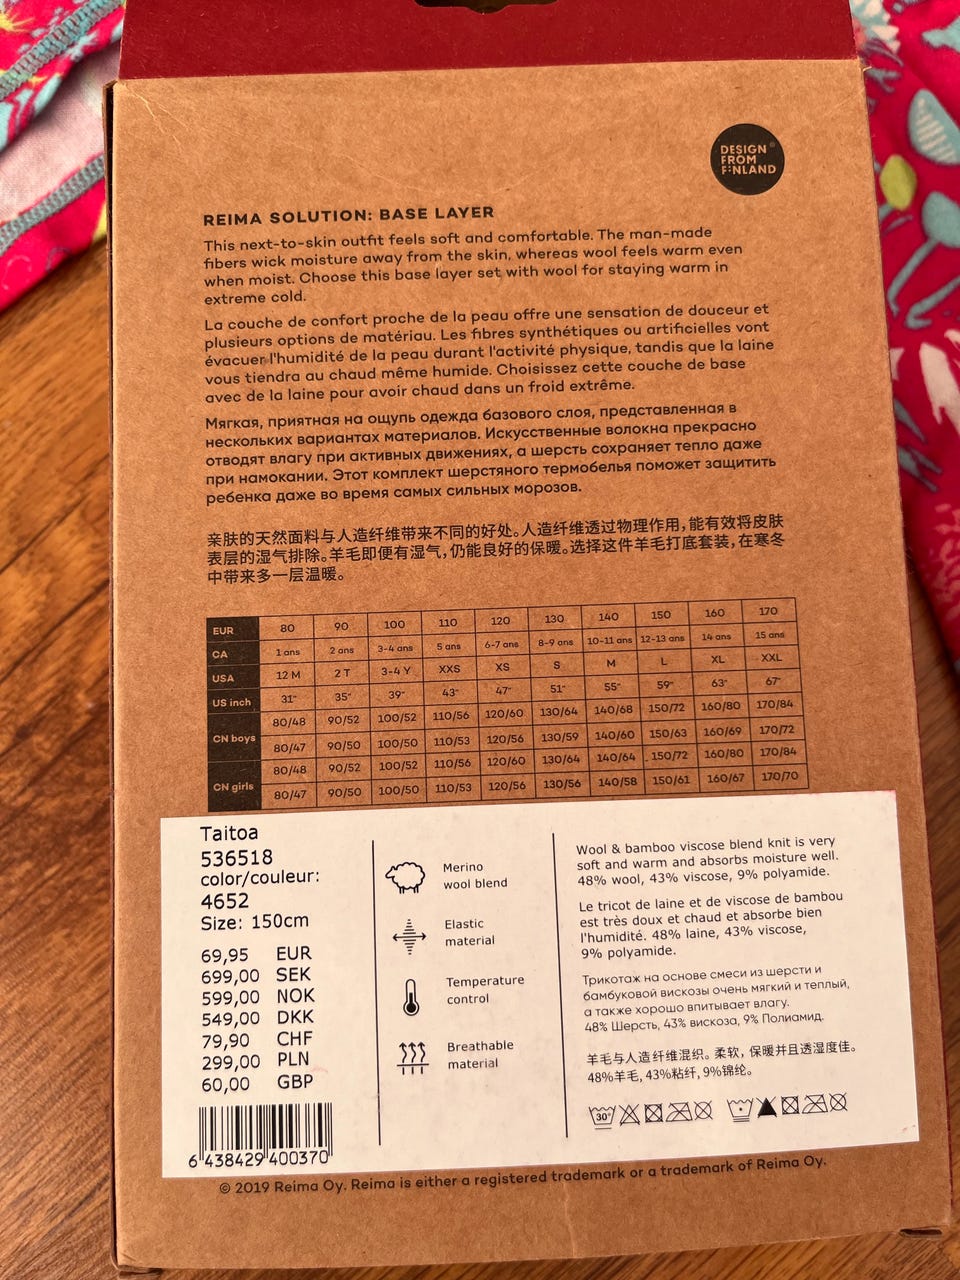 DESIGN
FROM
FINLAND
REIMA SOLUTION: BASE LAYER
This next-to-skin outfit feels soft and comfortable. The man-made
fibers wick moisture away from the skin, whereas wool feels warm even
when moist. Choose this base layer set with wool for staying warm in
extreme cold.
La couche de confort proche de la peau offre une sensation de douceur et
plusieurs options de matériau. Les fibres synthétiques ou artificielles vont
évacuer l'humidité de la peau durant l'activité physique, tandis que la laine
vous tiendra au chaud même humide. Choisissez cette couche de base
avec de la laine pour avoir chaud dans un froid extrême.
Мягкая, приятная на ощупь одежда базового слоя, представленная в
нескольких вариантах материалов. Искусственные волокна прекрасно
отводят влагу при активных движениях, а шерсть сохраняет тепло даже
при намокании. Этот комплект шерстяного термобелья поможет защитить
ребенка даже во время самых сильных морозов.
亲肤的天然面料与人造纤维带来不同的好处。人造纤维透过物理作用，能有效将皮肤
表层的湿气排除。羊毛即便有湿气，仍能良好的保暖。选择这件羊毛打底套装，在寒冬
中带来多一层温暖。
EUR 80 90 100 110 120 130 140 150 160 170
CA 1 ans 2 ans 3-4 ans 5 ans 6-7 ans 8-9 ans 10-11 ans 12-13 ans 14 ans 15 ans
USA 12 M 2 T 3-4 Y XXS XS S M L XL XXL
US inch 31" 35" 39" 43" 47" 51" 55" 59" 63" 67"
CN boys 80/48 90/52 100/52 110/56 120/60 130/64 140/68 150/72 160/80 170/84
80/47 90/50 100/50 110/53 120/56 130/59 140/60 150/63 160/69 170/72
CN girls 80/48 90/52 100/52 110/56 120/60 130/64 140/64 150/72 160/80 170/84
80/47 90/50 100/50 110/53 120/56 130/56 140/58 150/61 160/67 170/70
Taitoa
536518
color/couleur:
4652
Size: 150cm
69,95 EUR
699,00 SEK
599,00 NOK
549,00 DKK
79,90 CHF
299,00 PLN
60,00 GBP
6 438429 400370
Merino
wool blend
Elastic
material
Temperature
control
Breathable
material
Wool & bamboo viscose blend knit is very
soft and warm and absorbs moisture well.
48% wool, 43% viscose, 9% polyamide.
Le tricot de laine et de viscose de bambou
est très doux et chaud et absorbe bien
l'humidité. 48% laine, 43% viscose,
9% polyamide.
Трикотаж на основе смеси из шерсти и
бамбуковой вискозы очень мягкий и теплый,
а также хорошо впитывает влагу.
48% Шерсть, 43% вискоза, 9% Полиамид.
羊毛与人造纤维混织。柔软，保暖并且透湿度佳。
48%羊毛, 43%粘纤, 9%锦纶。
30°
© 2019 Reima Oy. Reima is either a registered trademark or a trademark of Reima Oy.